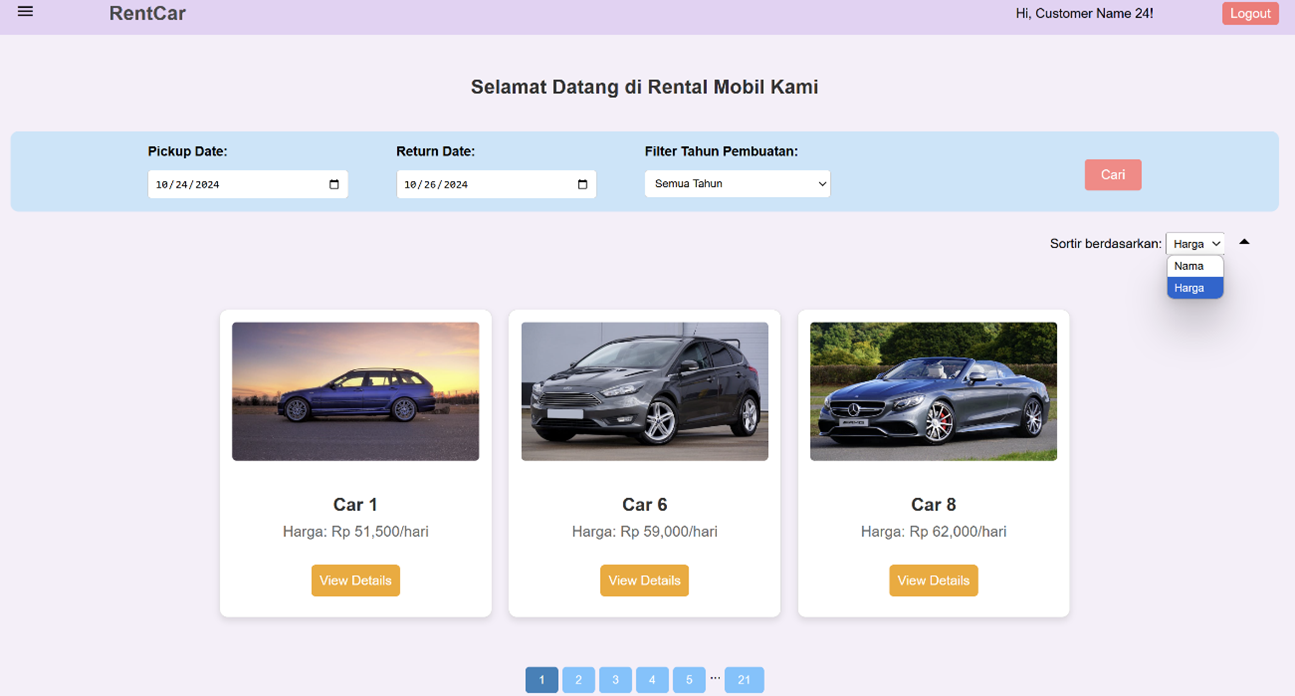 RentCar
Hi, Customer Name 24!
Logout
Selamat Datang di Rental Mobil Kami
Pickup Date:
Return Date:
Filter Tahun Pembuatan:
10/24/2024
10/26/2024
Semua Tahun
Cari
Sortir berdasarkan: Harga
Nama
Harga
Car 1
Harga: Rp 51,500/hari
View Details
Car 6
Harga: Rp 59,000/hari
View Details
Car 8
Harga: Rp 62,000/hari
View Details
1 2 3 4 5 ... 21